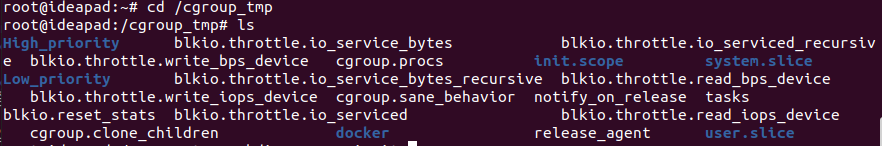 root@ideapad:~# cd /cgroup_tmp
root@ideapad:/cgroup_tmp# ls
High_priority blkio.throttle.io_service_bytes blkio.throttle.io_serviced_recursiv
e blkio.throttle.write_bps_device cgroup.procs init.scope system.slice
Low_priority blkio.throttle.io_service_bytes_recursive blkio.throttle.read_bps_device
blkio.throttle.write_iops_device cgroup.sane_behavior notify_on_release tasks
blkio.reset_stats blkio.throttle.io_serviced blkio.throttle.read_iops_device
cgroup.clone_children docker release_agent user.slice